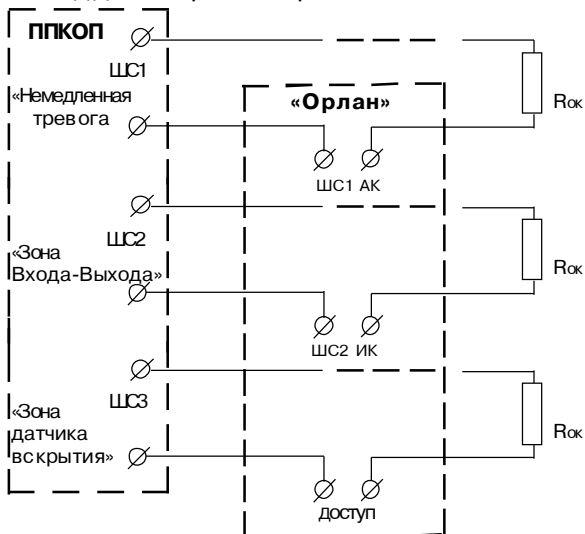 ППКОП
ШС1
«Немедленная
тревога
«Орлан»
Rок
ШС1 АК
ШС2
«Зона
Входа-Выхода»
Rок
ШС2 ИК
ШС3
«Зона
датчика
вскрытия»
Rок
доступ